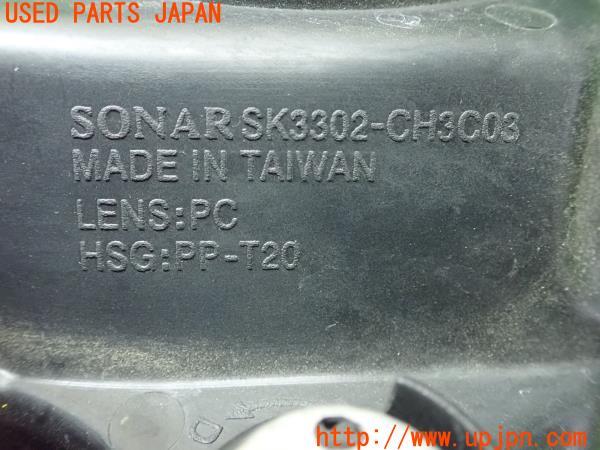 USED PARTS JAPAN
SONAR SK3302-CH3C03
MADE IN TAIWAN
LENS:PC
HSG:PP-T20
D
http://www.upjpn.com